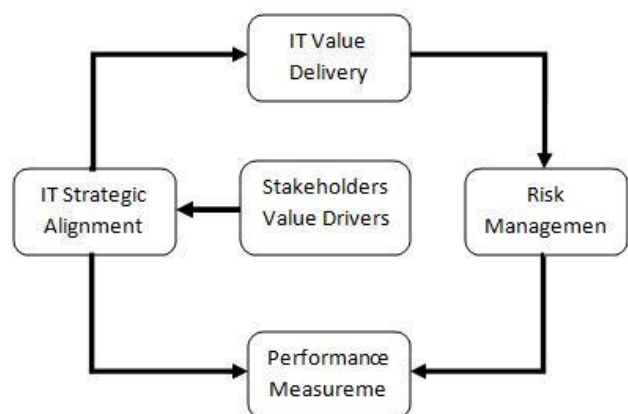 IT Value
Delivery
IT Strategic
Alignment
Stakeholders
Value Drivers
Risk
Managemen
Performance
Measureme